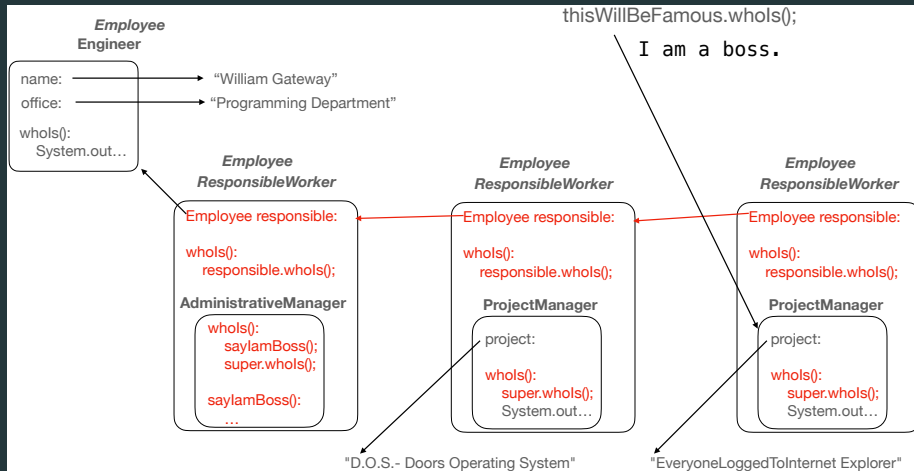 thisWillBeFamous.whoIs();
I am a boss.
Employee
Engineer
name:
"William Gateway"
office:
"Programming Department"
whoIs():
System.out…
Employee
ResponsibleWorker
Employee responsible:
whoIs():
responsible.whoIs();
AdministrativeManager
whoIs():
sayIamBoss();
super.whoIs();
sayIamBoss():
…
Employee
ResponsibleWorker
Employee responsible:
whoIs():
responsible.whoIs();
ProjectManager
project:
whoIs():
super.whoIs();
System.out…
"D.O.S.- Doors Operating System"
Employee
ResponsibleWorker
Employee responsible:
whoIs():
responsible.whoIs();
ProjectManager
project:
whoIs():
super.whoIs();
System.out…
"EveryoneLoggedToInternet Explorer"